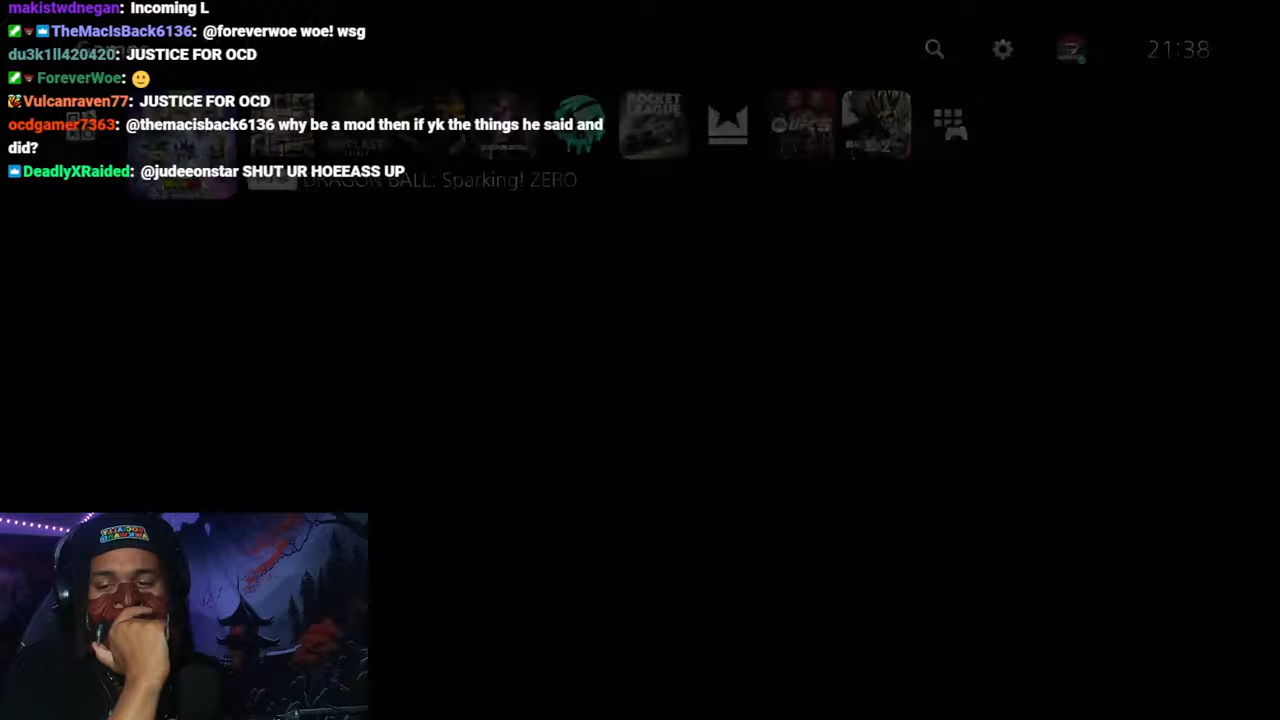 makistwdnegan: Incoming L
TheMacIsBack6136: @foreverwoe woe! wsg
du3k1ll420420: JUSTICE FOR OCD
Games
21:38
ForeverWoe: 🙂
Vulcanraven77: JUSTICE FOR OCD
ROCKET
LEAGUE
ocdgamer7363: @themacisback6136 why be a mod then if yk the things he said and
did?
DeadlyXRaided: @judeeonstar SHUT UR HOEEASS UP
DRAGON BALL: Sparking! ZERO